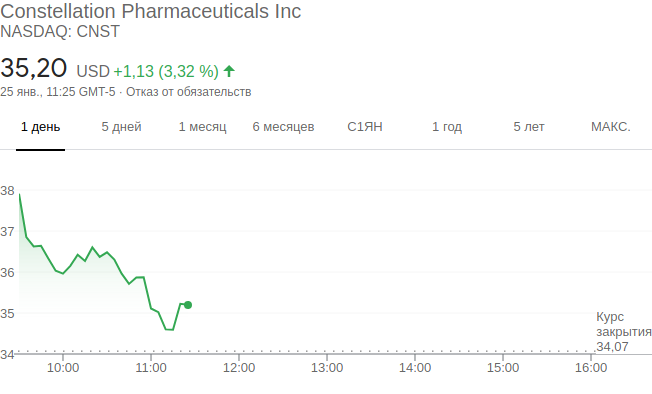 Constellation Pharmaceuticals Inc
NASDAQ: CNST
35,20 USD +1,13 (3,32 %)
25 янв., 11:25 GMT-5 · Отказ от обязательств
1 день 5 дней 1 месяц 6 месяцев С1ЯН 1 год 5 лет МАКС.
38
37
36
35
34
Курс
закрытия
34,07
10:00 11:00 12:00 13:00 14:00 15:00 16:00